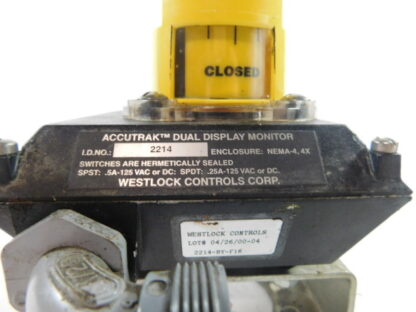 CLOSED
ACCUTRAK™ DUAL DISPLAY MONITOR
I.D.NO.: 2214 ENCLOSURE: NEMA-4, 4X
SWITCHES ARE HERMETICALLY SEALED
SPST: .5A-125 VAC or DC: SPDT: .25A-125 VAC or DC.
WESTLOCK CONTROLS CORP.
WESTLOCK CONTROLS
LOT# 04/26/00-04
2214-BY-F1R